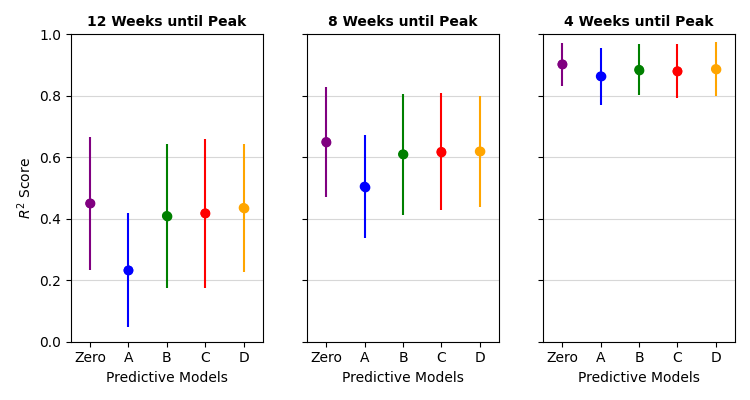 12 Weeks until Peak
8 Weeks until Peak
4 Weeks until Peak
R² Score
1.0
0.8
0.6
0.4
0.2
0.0
Zero A B C D
Zero A B C D
Zero A B C D
Predictive Models
Predictive Models
Predictive Models